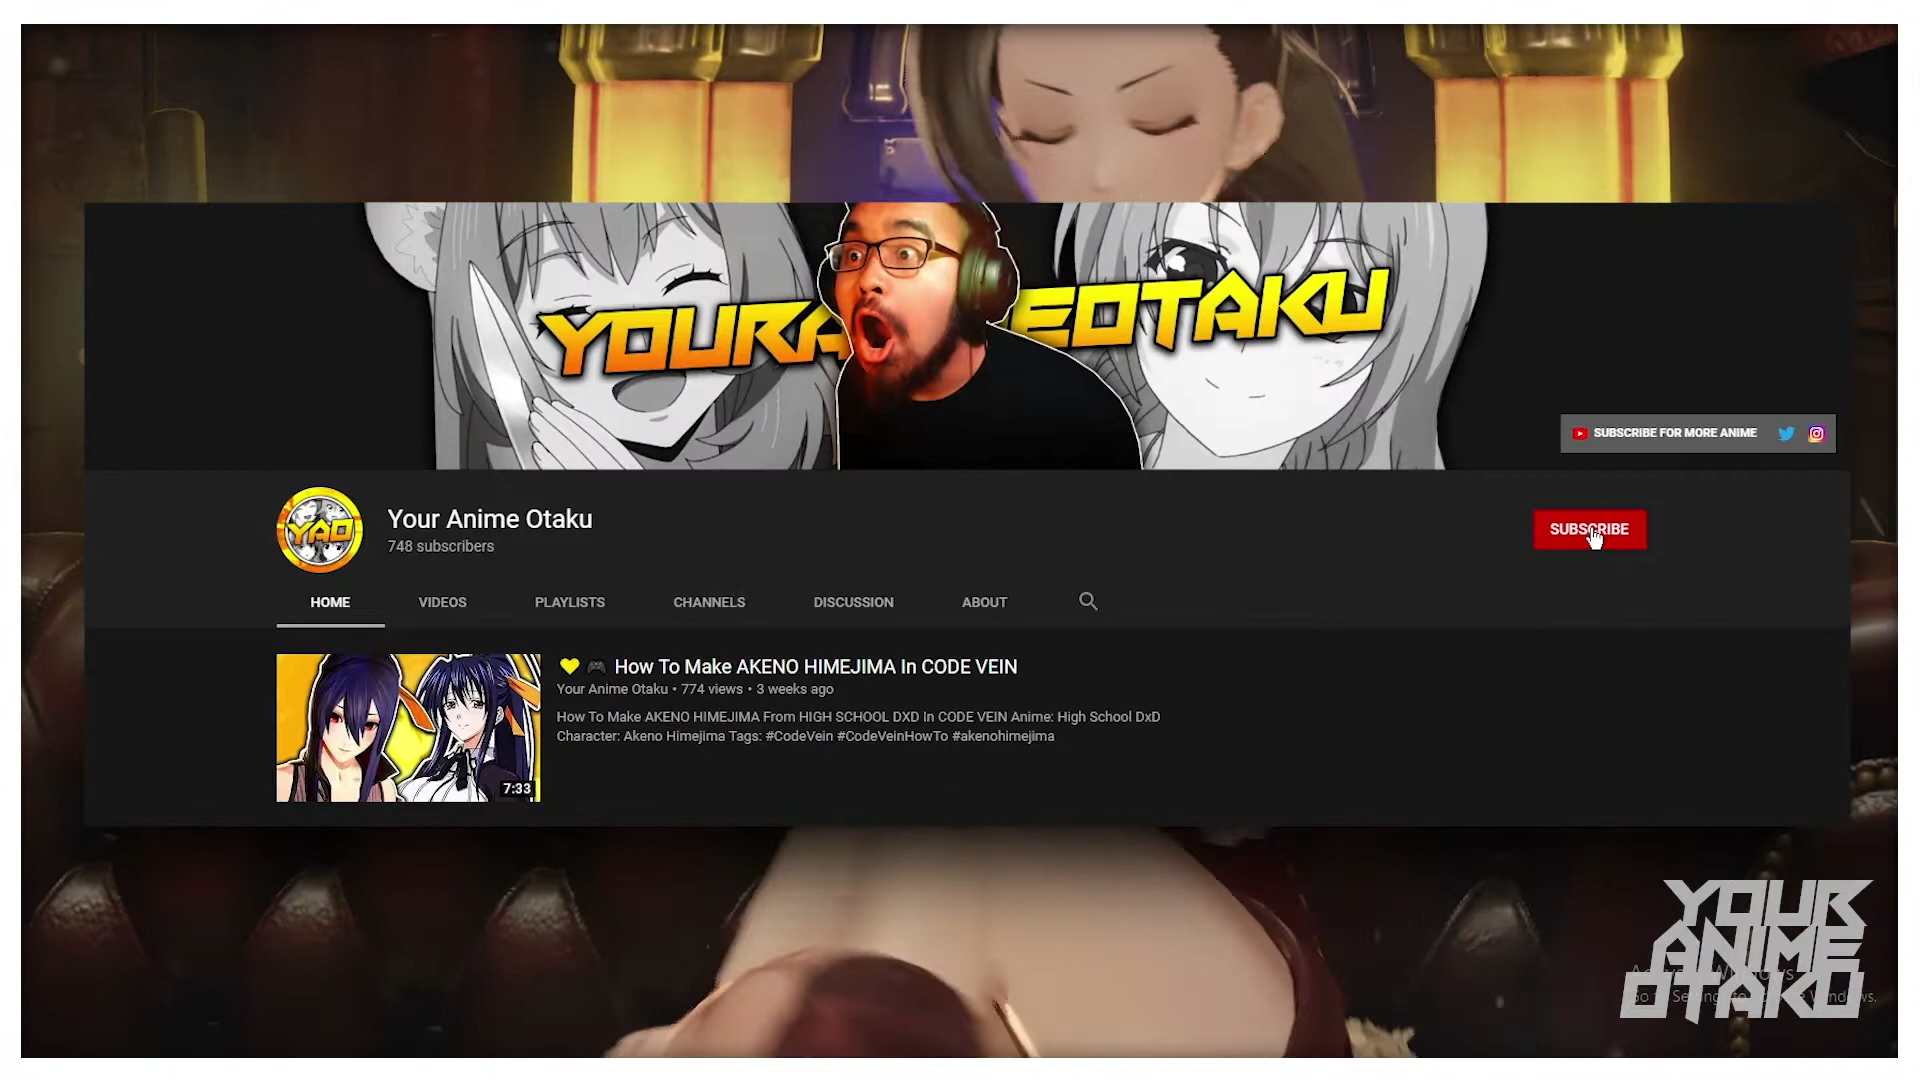 YOURA
EOTAKU
SUBSCRIBE FOR MORE ANIME
YAO
Your Anime Otaku
748 subscribers
SUBSCRIBE
HOME VIDEOS PLAYLISTS CHANNELS DISCUSSION ABOUT
How To Make AKENO HIMEJIMA In CODE VEIN
Your Anime Otaku • 774 views • 3 weeks ago
How To Make AKENO HIMEJIMA From HIGH SCHOOL DXD In CODE VEIN Anime: High School DxD
Character: Akeno Himejima Tags: #CodeVein #CodeVeinHowTo #akenohimejima
7:33
YOUR
ANIME
OTAKU